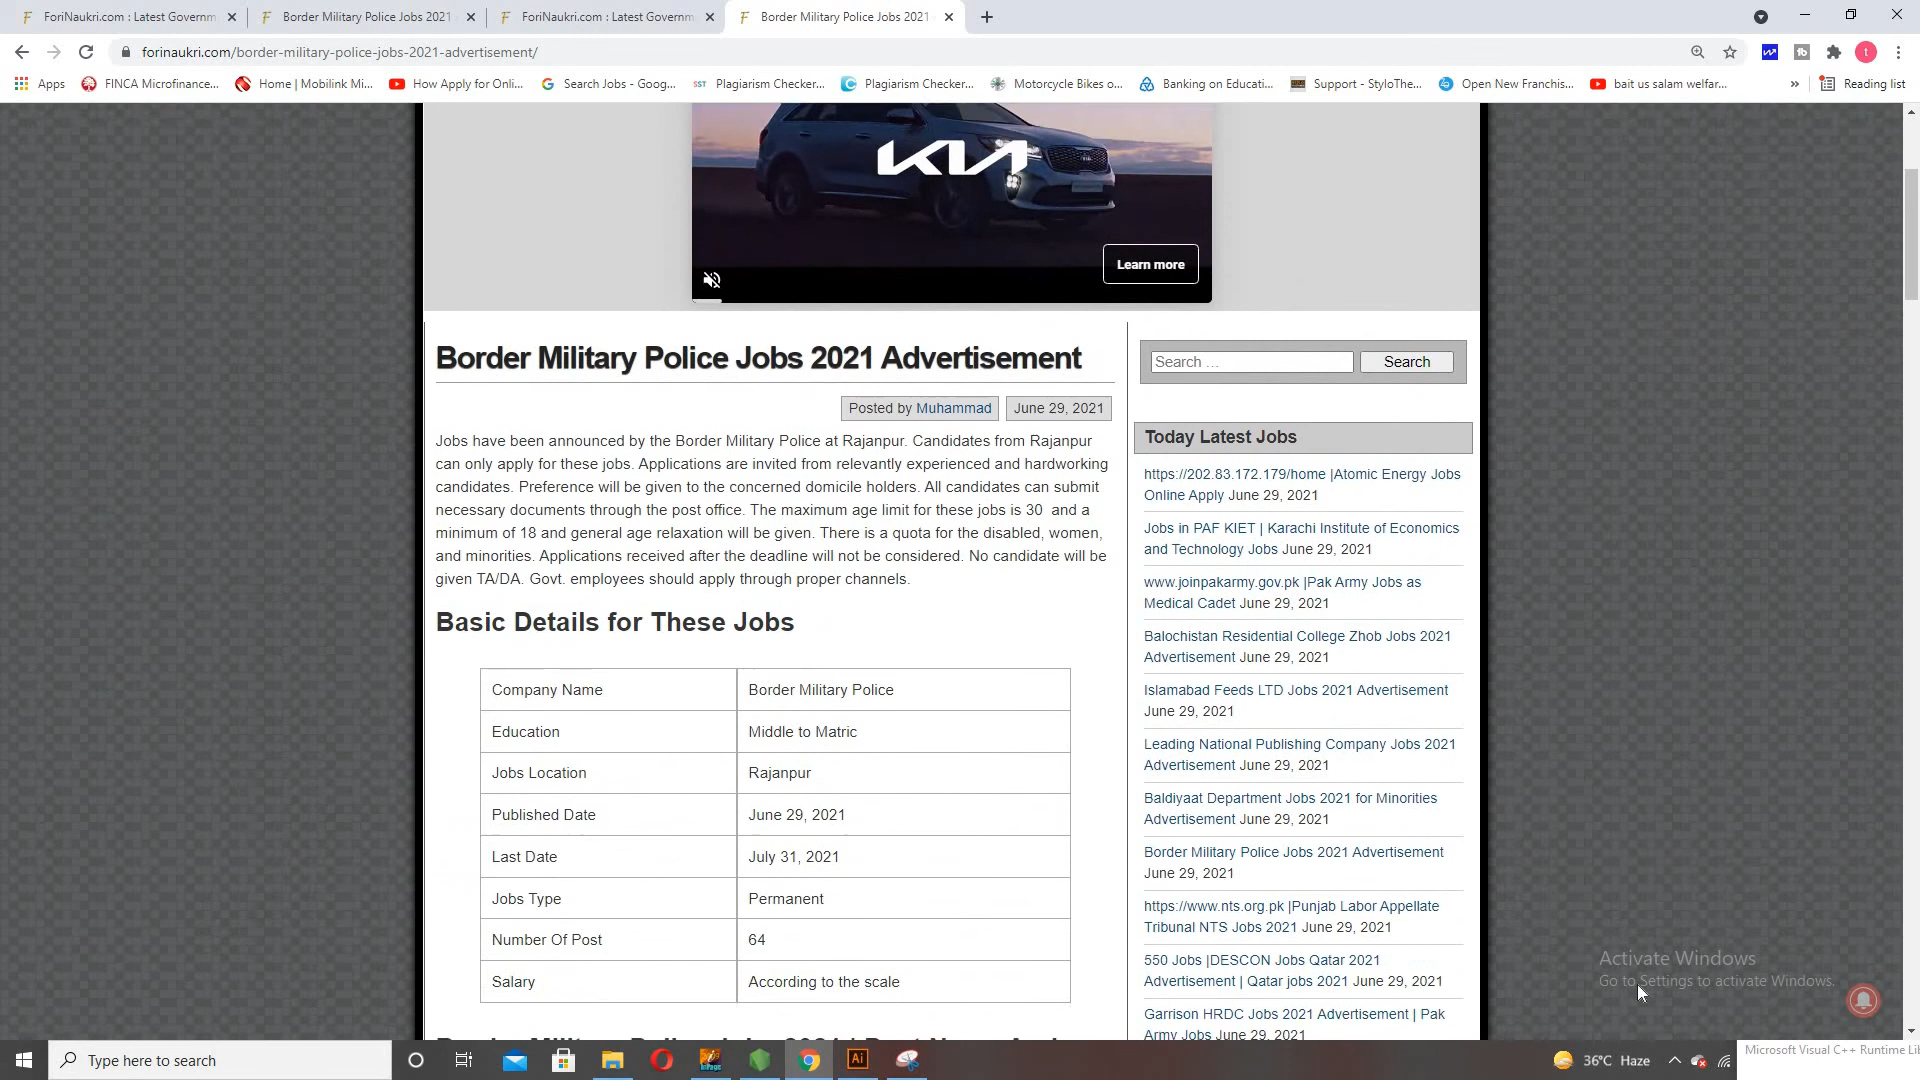 ForiNaukri.com : Latest Governm
Border Military Police Jobs 2021
ForiNaukri.com : Latest Governm
Border Military Police Jobs 2021
forinaukri.com/border-military-police-jobs-2021-advertisement/
t
Apps
FINCA Microfinance...
Home | Mobilink Mi...
How Apply for Onli...
Search Jobs - Goog...
SST
Plagiarism Checker...
Plagiarism Checker...
Motorcycle Bikes o...
Banking on Educati...
Support - StyloThe...
Open New Franchis...
bait us salam welfar...
»
Reading list
KIA
Learn more
Border Military Police Jobs 2021 Advertisement
Posted by Muhammad
June 29, 2021
Jobs have been announced by the Border Military Police at Rajanpur. Candidates from Rajanpur
can only apply for these jobs. Applications are invited from relevantly experienced and hardworking
candidates. Preference will be given to the concerned domicile holders. All candidates can submit
necessary documents through the post office. The maximum age limit for these jobs is 30 and a
minimum of 18 and general age relaxation will be given. There is a quota for the disabled, women,
and minorities. Applications received after the deadline will not be considered. No candidate will be
given TA/DA. Govt. employees should apply through proper channels.
Basic Details for These Jobs
Company Name Border Military Police
Education Middle to Matric
Jobs Location Rajanpur
Published Date June 29, 2021
Last Date July 31, 2021
Jobs Type Permanent
Number Of Post 64
Salary According to the scale
Search ...
Search
Today Latest Jobs
https://202.83.172.179/home |Atomic Energy Jobs
Online Apply June 29, 2021
Jobs in PAF KIET | Karachi Institute of Economics
and Technology Jobs June 29, 2021
www.joinpakarmy.gov.pk |Pak Army Jobs as
Medical Cadet June 29, 2021
Balochistan Residential College Zhob Jobs 2021
Advertisement June 29, 2021
Islamabad Feeds LTD Jobs 2021 Advertisement
June 29, 2021
Leading National Publishing Company Jobs 2021
Advertisement June 29, 2021
Baldiyaat Department Jobs 2021 for Minorities
Advertisement June 29, 2021
Border Military Police Jobs 2021 Advertisement
June 29, 2021
https://www.nts.org.pk |Punjab Labor Appellate
Tribunal NTS Jobs 2021 June 29, 2021
550 Jobs |DESCON Jobs Qatar 2021
Advertisement | Qatar jobs 2021 June 29, 2021
Garrison HRDC Jobs 2021 Advertisement | Pak
Army Jobs June 29, 2021
Activate Windows
Go to Settings to activate Windows.
Type here to search
Ai
36°C Haze
Microsoft Visual C++ Runtime Lib